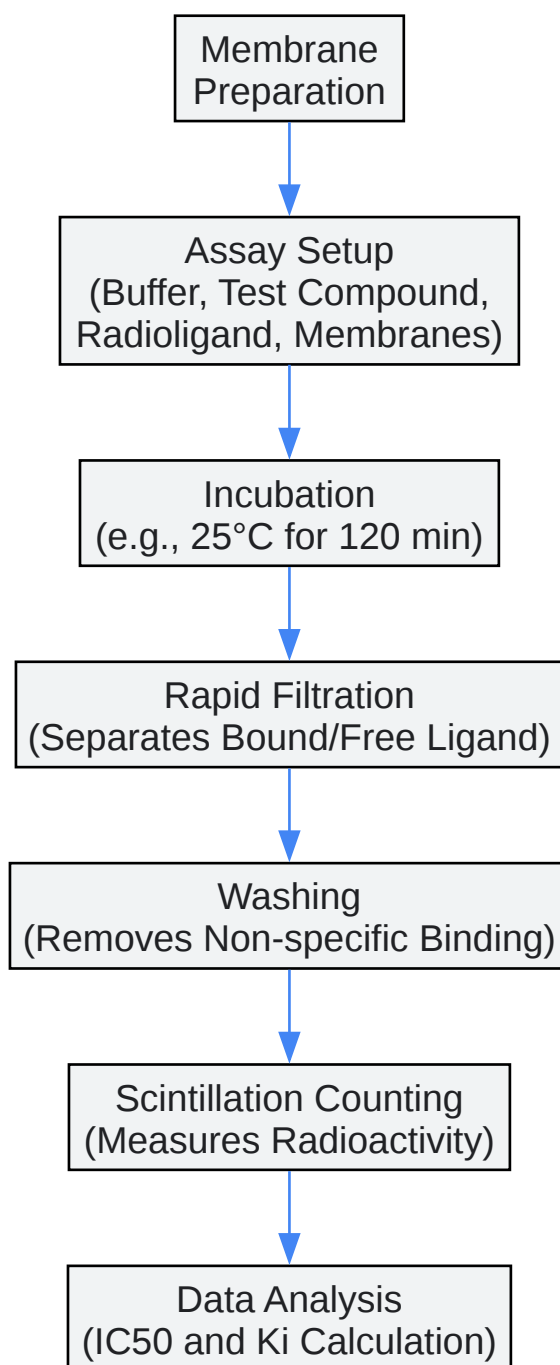 Membrane
Preparation
Assay Setup
(Buffer, Test Compound,
Radioligand, Membranes)
Incubation
(e.g., 25°C for 120 min)
Rapid Filtration
(Separates Bound/Free Ligand)
Washing
(Removes Non-specific Binding)
Scintillation Counting
(Measures Radioactivity)
Data Analysis
(IC50 and Ki Calculation)